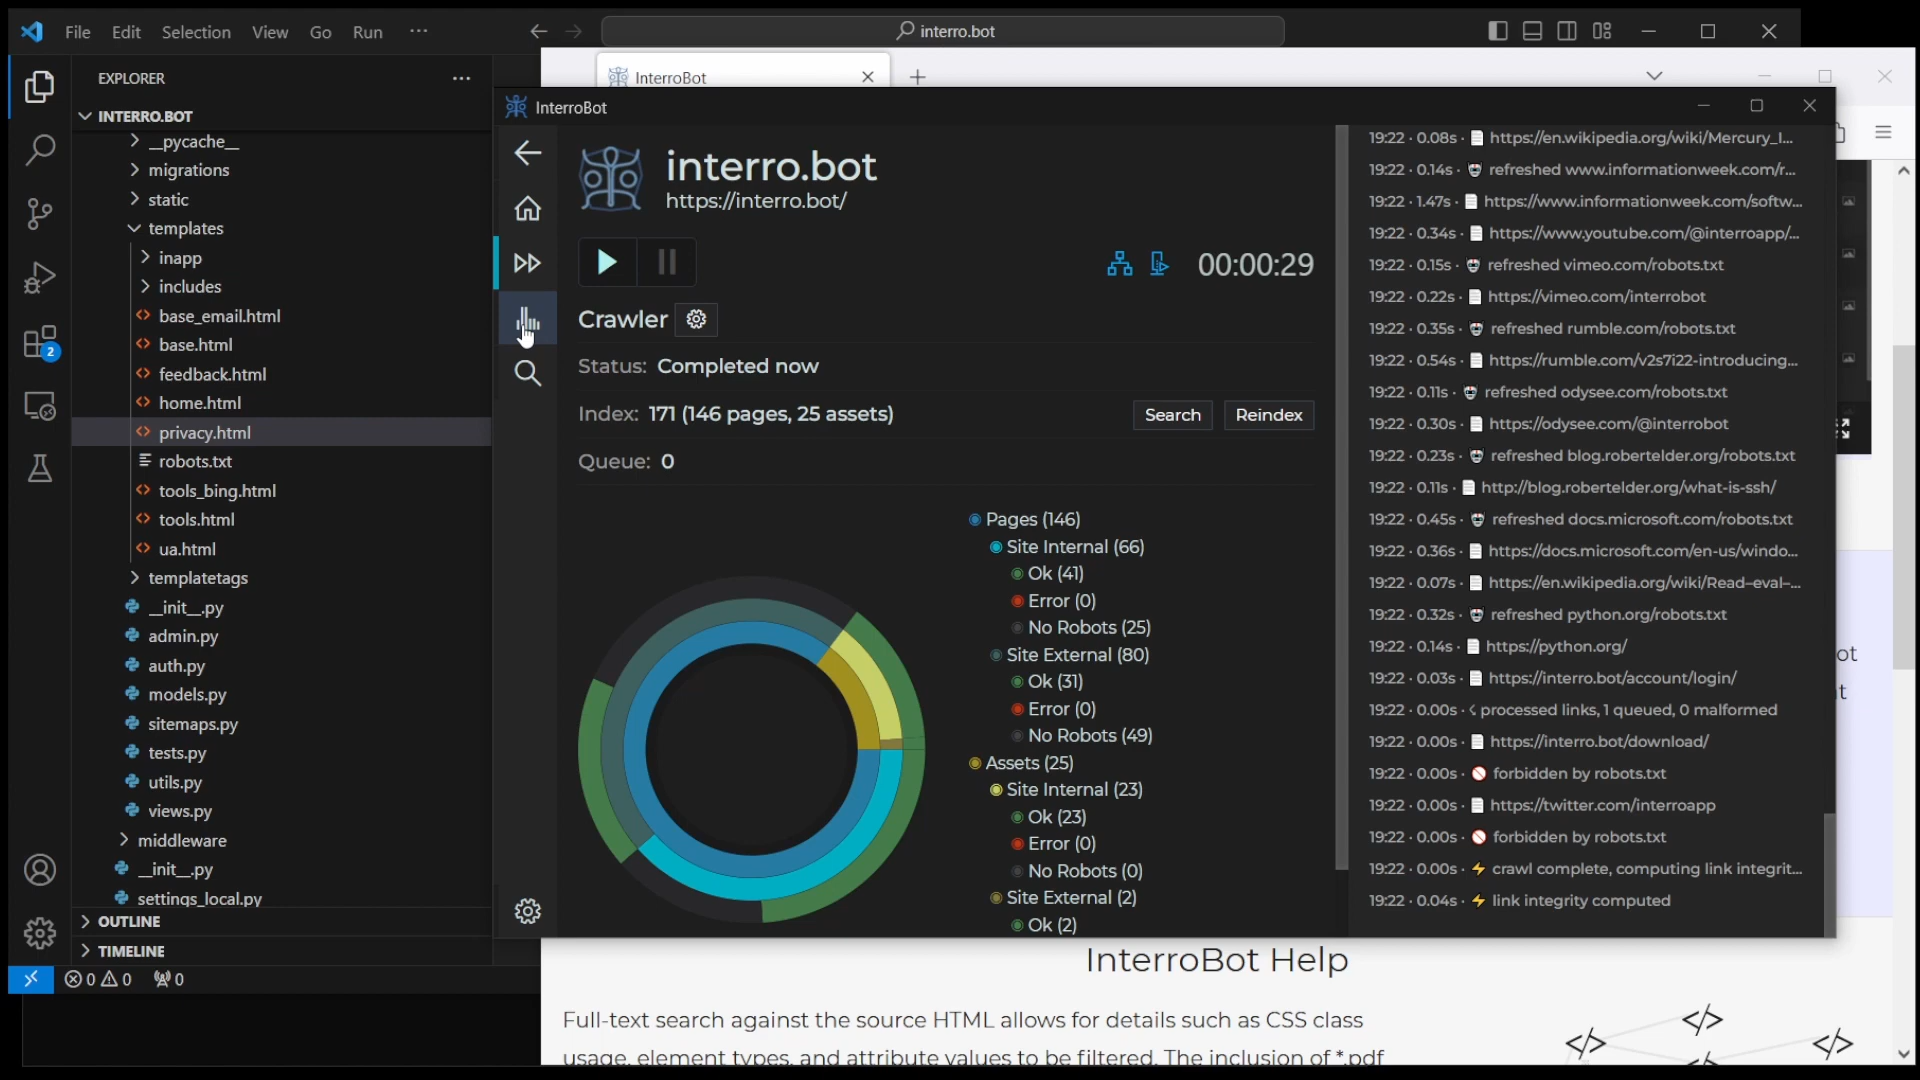 File Edit Selection View Go Run ···
interro.bot
EXPLORER
INTERRO.BOT
__pycache__
migrations
static
templates
inapp
includes
base_email.html
base.html
feedback.html
home.html
privacy.html
robots.txt
tools_bing.html
tools.html
ua.html
templatetags
__init__.py
admin.py
auth.py
models.py
sitemaps.py
tests.py
utils.py
views.py
middleware
__init__.py
settings_local.py
OUTLINE
TIMELINE
2
0 0 0
InterroBot
InterroBot
interro.bot
https://interro.bot/
00:00:29
Crawler
Status: Completed now
Index: 171 (146 pages, 25 assets)
Search Reindex
Queue: 0
Pages (146)
Site Internal (66)
Ok (41)
Error (0)
No Robots (25)
Site External (80)
Ok (31)
Error (0)
No Robots (49)
Assets (25)
Site Internal (23)
Ok (23)
Error (0)
No Robots (0)
Site External (2)
Ok (2)
19:22 · 0.08s · https://en.wikipedia.org/wiki/Mercury_I...
19:22 · 0.14s · refreshed www.informationweek.com/r...
19:22 · 1.47s · https://www.informationweek.com/softw...
19:22 · 0.34s · https://www.youtube.com/@interroapp/...
19:22 · 0.15s · refreshed vimeo.com/robots.txt
19:22 · 0.22s · https://vimeo.com/interrobot
19:22 · 0.35s · refreshed rumble.com/robots.txt
19:22 · 0.54s · https://rumble.com/v2s7i22-introducing...
19:22 · 0.11s · refreshed odysee.com/robots.txt
19:22 · 0.30s · https://odysee.com/@interrobot
19:22 · 0.23s · refreshed blog.robertelder.org/robots.txt
19:22 · 0.11s · http://blog.robertelder.org/what-is-ssh/
19:22 · 0.45s · refreshed docs.microsoft.com/robots.txt
19:22 · 0.36s · https://docs.microsoft.com/en-us/windo...
19:22 · 0.07s · https://en.wikipedia.org/wiki/Read–eval–...
19:22 · 0.32s · refreshed python.org/robots.txt
19:22 · 0.14s · https://python.org/
19:22 · 0.03s · https://interro.bot/account/login/
19:22 · 0.00s · processed links, 1 queued, 0 malformed
19:22 · 0.00s · https://interro.bot/download/
19:22 · 0.00s · forbidden by robots.txt
19:22 · 0.00s · https://twitter.com/interroapp
19:22 · 0.00s · forbidden by robots.txt
19:22 · 0.00s · crawl complete, computing link integrit...
19:22 · 0.04s · link integrity computed
ot
t
InterroBot Help
Full-text search against the source HTML allows for details such as CSS class
usage, element types, and attribute values to be filtered. The inclusion of *.pdf
</>
</>
</>